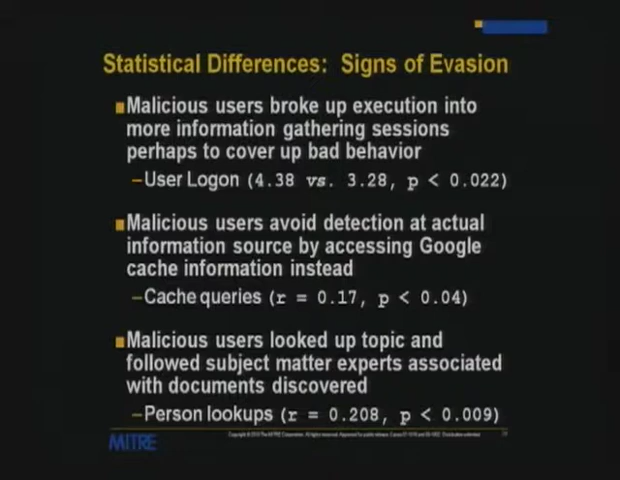 Statistical Differences: Signs of Evasion
Malicious users broke up execution into
more information gathering sessions
perhaps to cover up bad behavior
–User Logon (4.38 vs. 3.28, p < 0.022)
Malicious users avoid detection at actual
information source by accessing Google
cache information instead
–Cache queries (r = 0.17, p < 0.04)
Malicious users looked up topic and
followed subject matter experts associated
with documents discovered
–Person lookups (r = 0.208, p < 0.009)
MITRE